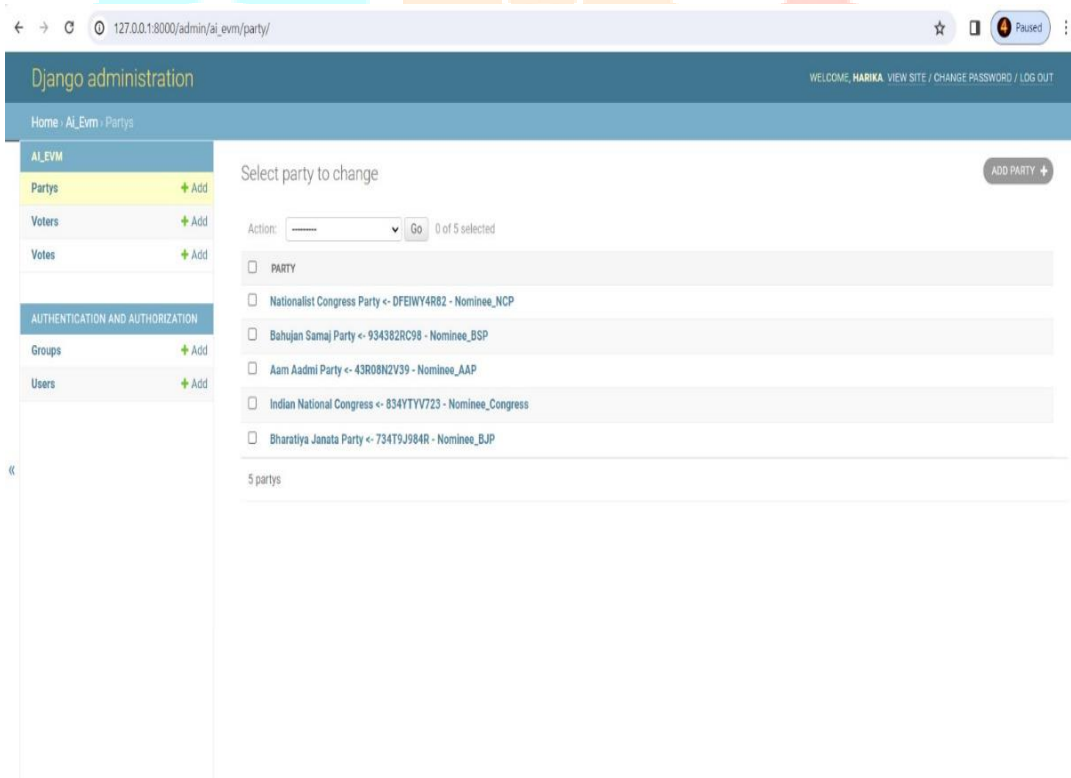 127.0.0.1:8000/admin/ai_evm/party/
Paused
Django administration
WELCOME, HARIKA. VIEW SITE / CHANGE PASSWORD / LOG OUT
Home › Ai_Evm › Partys
AI_EVM
Partys + Add
Voters + Add
Votes + Add
AUTHENTICATION AND AUTHORIZATION
Groups + Add
Users + Add
«
Select party to change
ADD PARTY +
Action: --------- Go 0 of 5 selected
PARTY
Nationalist Congress Party <- DFEIWY4R82 - Nominee_NCP
Bahujan Samaj Party <- 934382RC98 - Nominee_BSP
Aam Aadmi Party <- 43R08N2V39 - Nominee_AAP
Indian National Congress <- 834YTYV723 - Nominee_Congress
Bharatiya Janata Party <- 734T9J984R - Nominee_BJP
5 partys